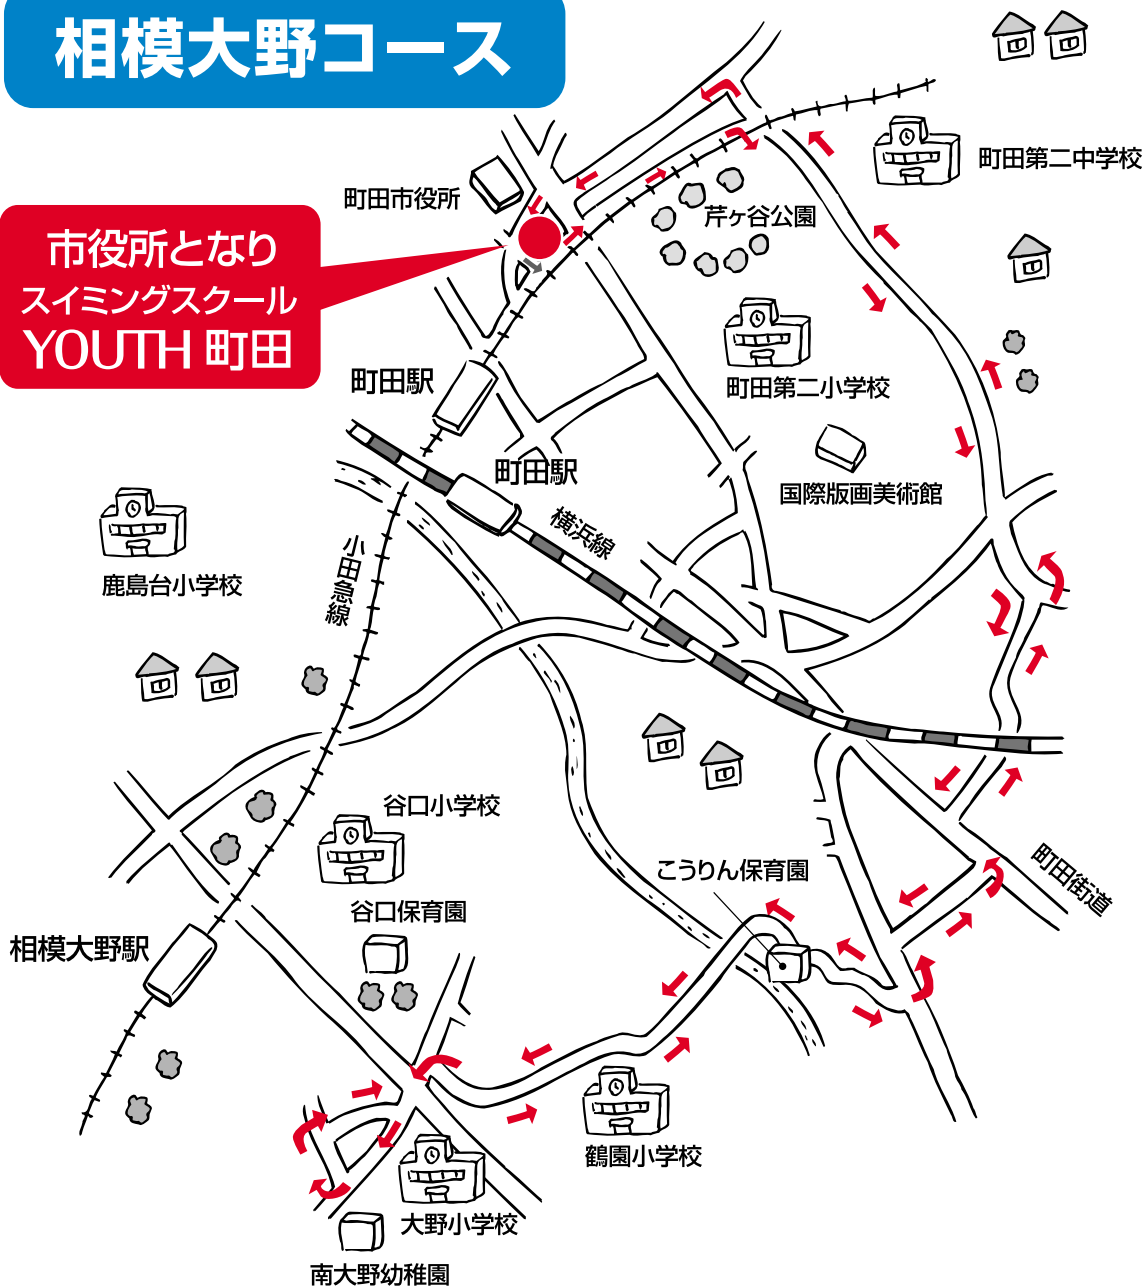 相模大野コース
町田第二中学校
町田市役所
芹ヶ谷公園
市役所となり
スイミングスクール
YOUTH 町田
町田駅
町田第二小学校
町田駅
国際版画美術館
横浜線
小田急線
鹿島台小学校
谷口小学校
こうりん保育園
町田街道
谷口保育園
相模大野駅
鶴園小学校
大野小学校
南大野幼稚園